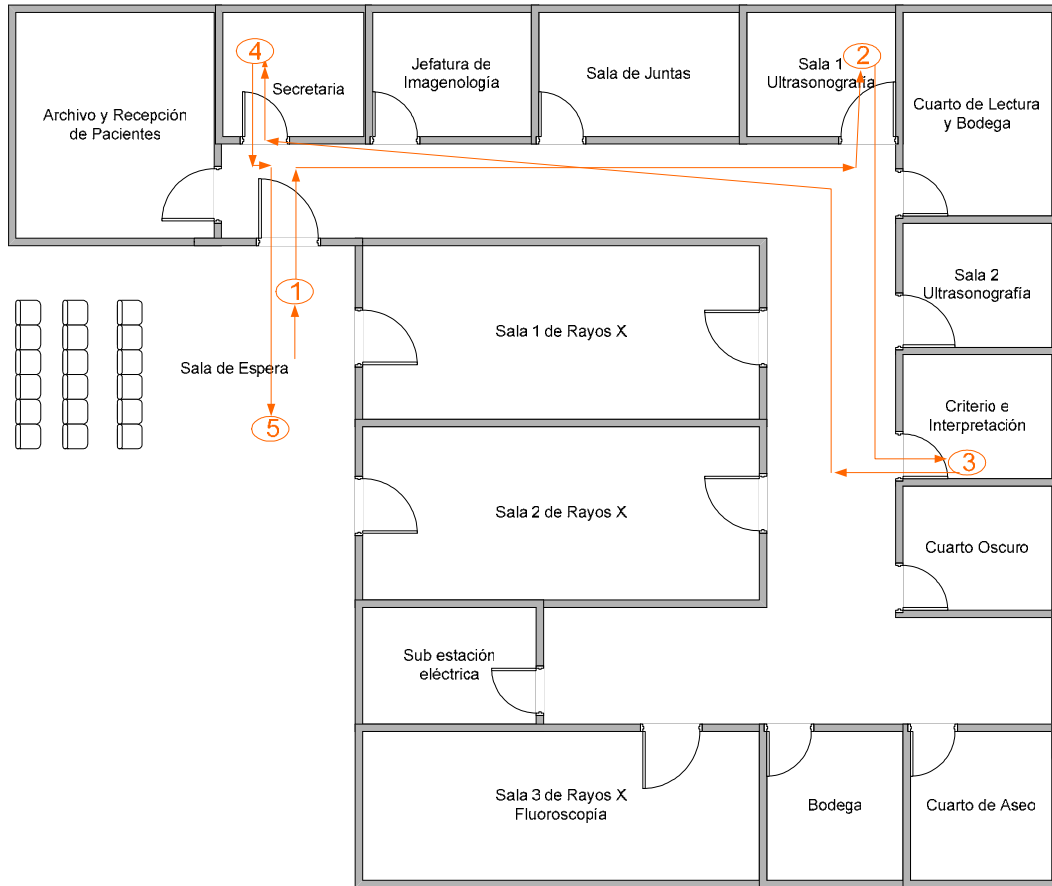 4
Secretaria
Jefatura de
Imagenología
Sala de Juntas
Sala 1
Ultrasonografía
2
Archivo y Recepción
de Pacientes
Cuarto de Lectura
y Bodega
Sala 2
Ultrasonografía
1
Sala 1 de Rayos X
Sala de Espera
5
Criterio e
Interpretación
3
Sala 2 de Rayos X
Cuarto Oscuro
Sub estación
eléctrica
Sala 3 de Rayos X
Fluoroscopía
Bodega
Cuarto de Aseo